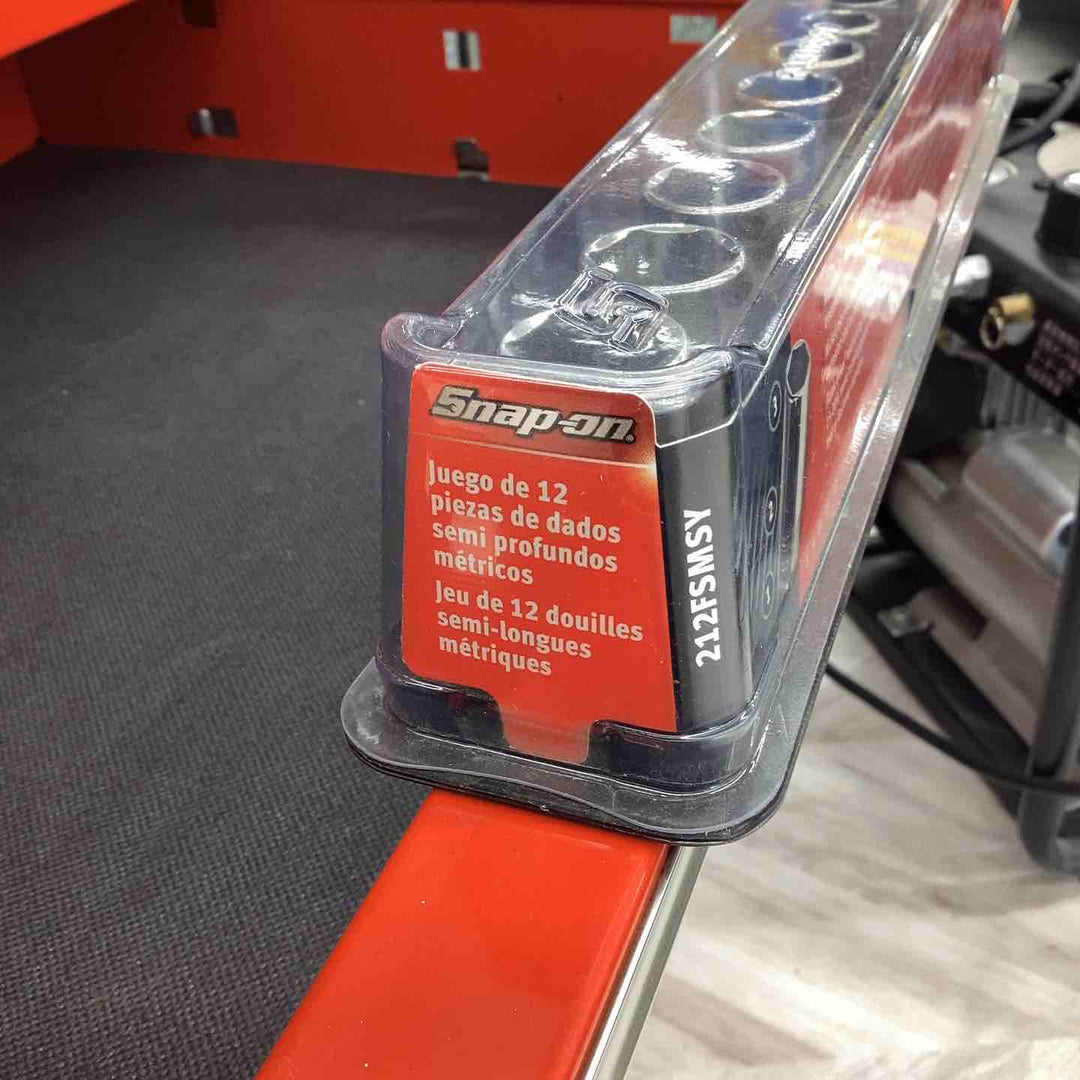 Snap-on
Juego de 12
piezas de dados
semi profundos
métricos
Jeu de 12 douilles
semi-longues
métriques
212FSMSY